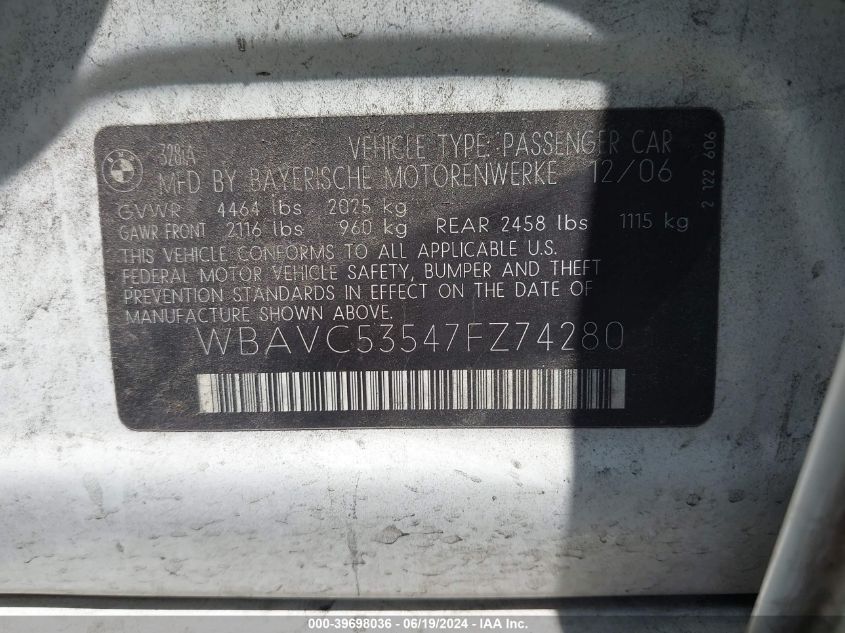 BMW
328iA VEHICLE TYPE: PASSENGER CAR
MFD BY BAYERISCHE MOTORENWERKE 12/06
GVWR 4464 lbs 2025 kg
GAWR FRONT 2116 lbs 960 kg REAR 2458 lbs 1115 kg
THIS VEHICLE CONFORMS TO ALL APPLICABLE U.S.
FEDERAL MOTOR VEHICLE SAFETY, BUMPER AND THEFT
PREVENTION STANDARDS IN EFFECT ON THE DATE OF
MANUFACTURE SHOWN ABOVE.
WBAVC53547FZ74280
2 122 606
000-39698036 - 06/19/2024 - IAA Inc.